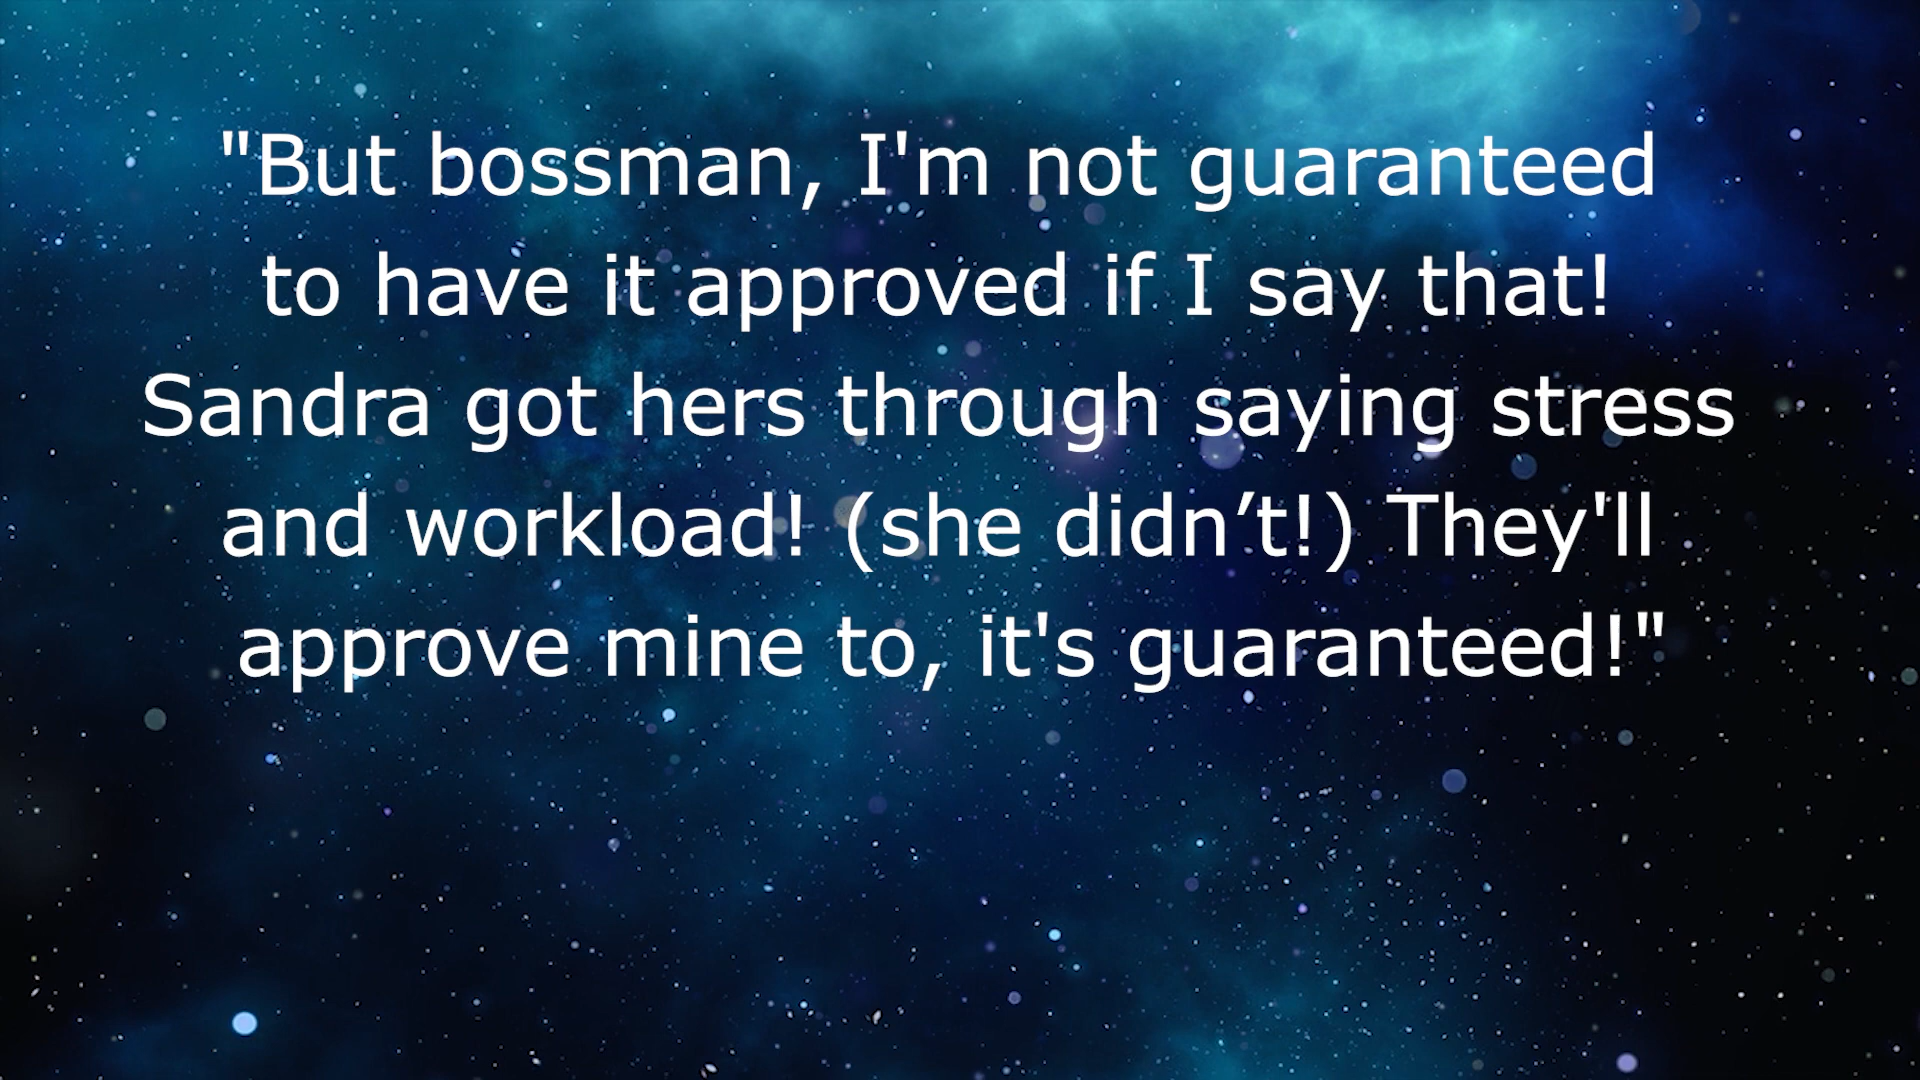 "But bossman, I'm not guaranteed
to have it approved if I say that!
Sandra got hers through saying stress
and workload! (she didn’t!) They'll
approve mine to, it's guaranteed!"